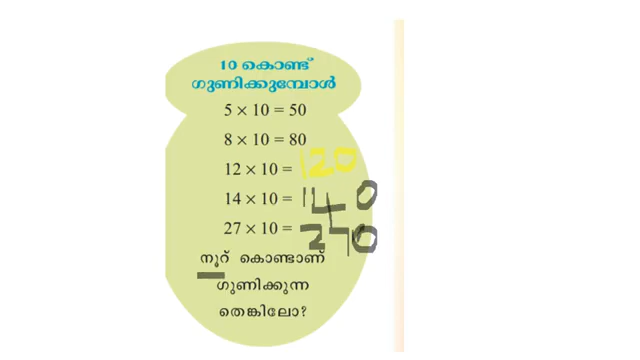 10 കൊണ്ട്
ഗുണിക്കുമ്പോൾ
5 × 10 = 50
8 × 10 = 80
12 × 10 = 120
14 × 10 = 140
27 × 10 = 270
നൂറ് കൊണ്ടാണ്
ഗുണിക്കുന്ന
തെങ്കിലോ?